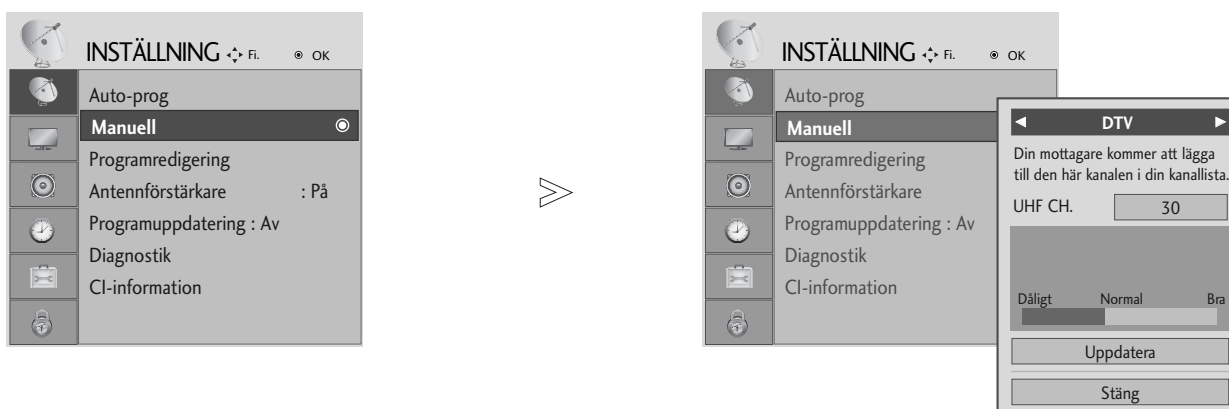 INSTÄLLNING Fi. OK
Auto-prog
Manuell
Programredigering
Antennförstärkare : På
Programuppdatering : Av
Diagnostik
CI-information
INSTÄLLNING Fi. OK
Auto-prog
Manuell
Programredigering
Antennförstärkare
Programuppdatering : Av
Diagnostik
CI-information
DTV
Din mottagare kommer att lägga
till den här kanalen i din kanallista.
UHF CH. 30
Dåligt Normal Bra
Uppdatera
Stäng